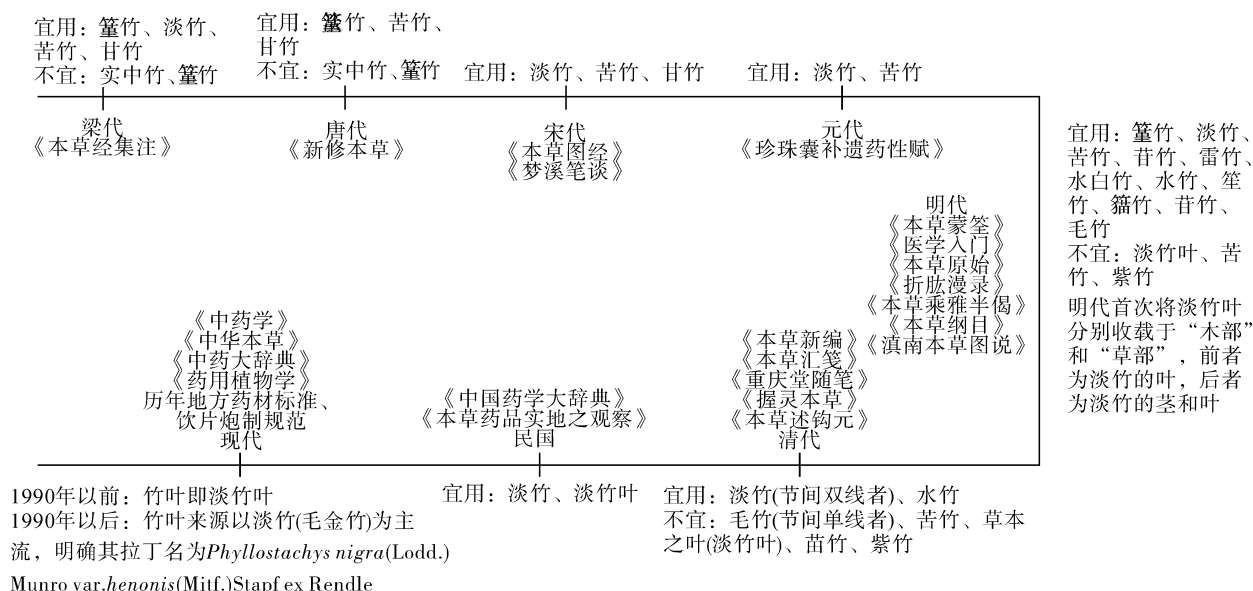 宜用：箽竹、淡竹、
苦竹、甘竹
不宜：实中竹、箽竹
宜用：竹、苦竹、
甘竹
不宜：实中竹、箽竹
宜用：淡竹、苦竹、甘竹
宜用：淡竹、苦竹
梁代
《本草经集注》
唐代
《新修本草》
宋代
《本草图经》
《梦溪笔谈》
元代
《珍珠囊补遗药性赋》
宜用：箽竹、淡竹、
苦竹、苷竹、雷竹、
水白竹、水竹、笙
竹、竹、苷竹、
毛竹
不宜：淡竹叶、苦
竹、紫竹
明代首次将淡竹叶
分别收载于“木部”
和“草部”，前者
为淡竹的叶，后者
为淡竹的茎和叶
明代
《本草蒙筌》
《医学入门》
《本草原始》
《折肱漫录》
《本草乘雅半偈》
《本草纲目》
《滇南本草图说》
《本草新编》
《本草汇笺》
《重庆堂随笔》
《握灵本草》
《本草述钩元》
清代
《中国药学大辞典》
《本草药品实地之观察》
民国
《中药学》
《中华本草》
《中药大辞典》
《药用植物学》
历年地方药材标准、
饮片炮制规范
现代
1990年以前：竹叶即淡竹叶
1990年以后：竹叶来源以淡竹(毛金竹)为主
流，明确其拉丁名为Phyllostachys nigra(Lodd.)
Munro var.henonis(Mitf.)Stapf ex Rendle
宜用：淡竹、淡竹叶
宜用：淡竹(节间双线者)、水竹
不宜：毛竹(节间单线者)、苦竹、草本
之叶(淡竹叶)、苗竹、紫竹